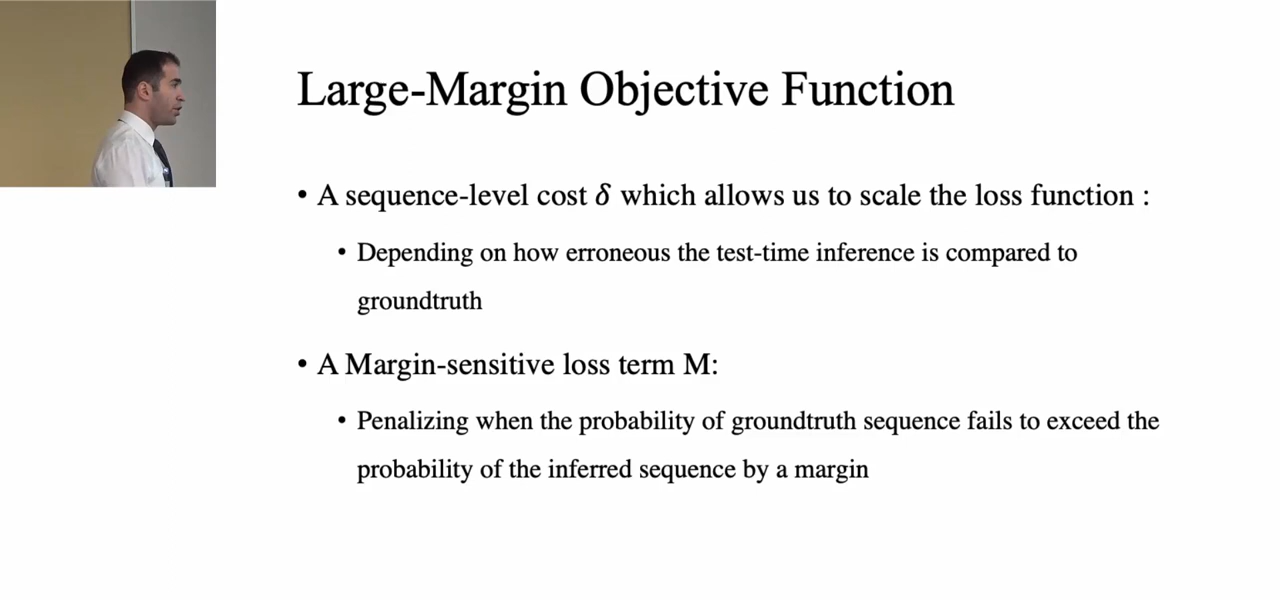 Large-Margin Objective Function
• A sequence-level cost δ which allows us to scale the loss function :
• Depending on how erroneous the test-time inference is compared to
groundtruth
• A Margin-sensitive loss term M:
• Penalizing when the probability of groundtruth sequence fails to exceed the
probability of the inferred sequence by a margin